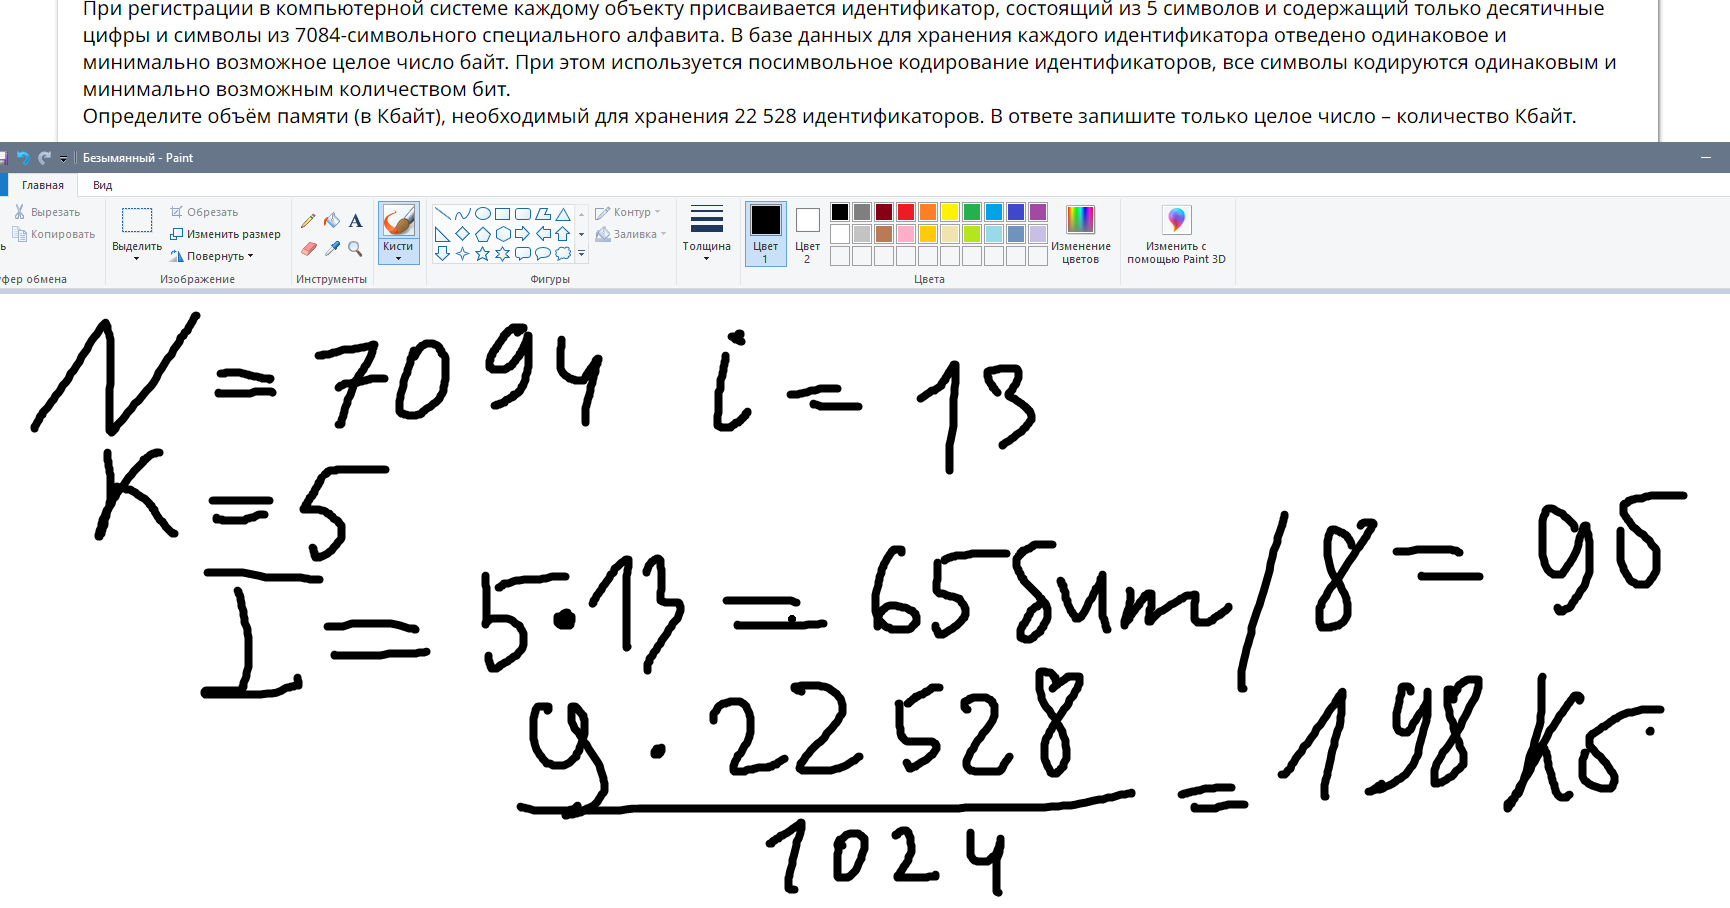 При регистрации в компьютерной системе каждому объекту присваивается идентификатор, состоящий из 5 символов и содержащий только десятичные
цифры и символы из 7084-символьного специального алфавита. В базе данных для хранения каждого идентификатора отведено одинаковое и
минимально возможное целое число байт. При этом используется посимвольное кодирование идентификаторов, все символы кодируются одинаковым и
минимально возможным количеством бит.
Определите объём памяти (в Кбайт), необходимый для хранения 22 528 идентификаторов. В ответе запишите только целое число – количество Кбайт.
Безымянный - Paint
Главная Вид
Вырезать Обрезать Контур
Копировать Изменить размер Заливка
Выделить Повернуть Кисти Толщина Цвет 1 Цвет 2 Изменение цветов Изменить с помощью Paint 3D
фер обмена Изображение Инструменты Фигуры Цвета
N = 7094 i = 13
K = 5
I = 5·13 = 65 бит / 8 = 9б
9 · 22528 = 198 Кб
1024